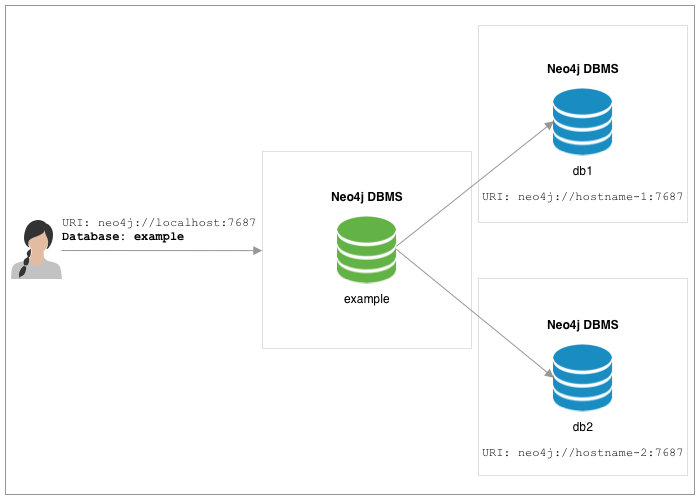 URI: neo4j://localhost:7687
Database: example
Neo4j DBMS
example
Neo4j DBMS
db1
URI: neo4j://hostname-1:7687
Neo4j DBMS
db2
URI: neo4j://hostname-2:7687